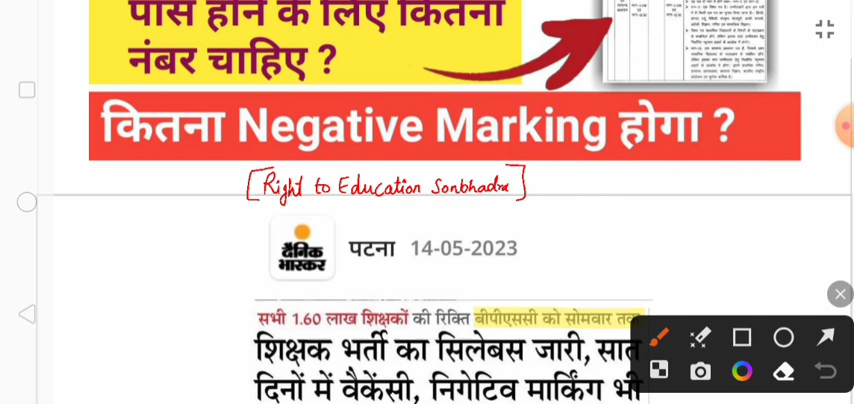 पास होने के लिए कितना
नंबर चाहिए ?
कितना Negative Marking होगा ?
[Right to Education Sonbhadra]
दैनिक
भास्कर
पटना 14-05-2023
सभी 1.60 लाख शिक्षकों की रिक्ति बीपीएससी को सोमवार तक
शिक्षक भर्ती का सिलेबस जारी, सात
दिनों में वैकेंसी, निगेटिव मार्किंग भी